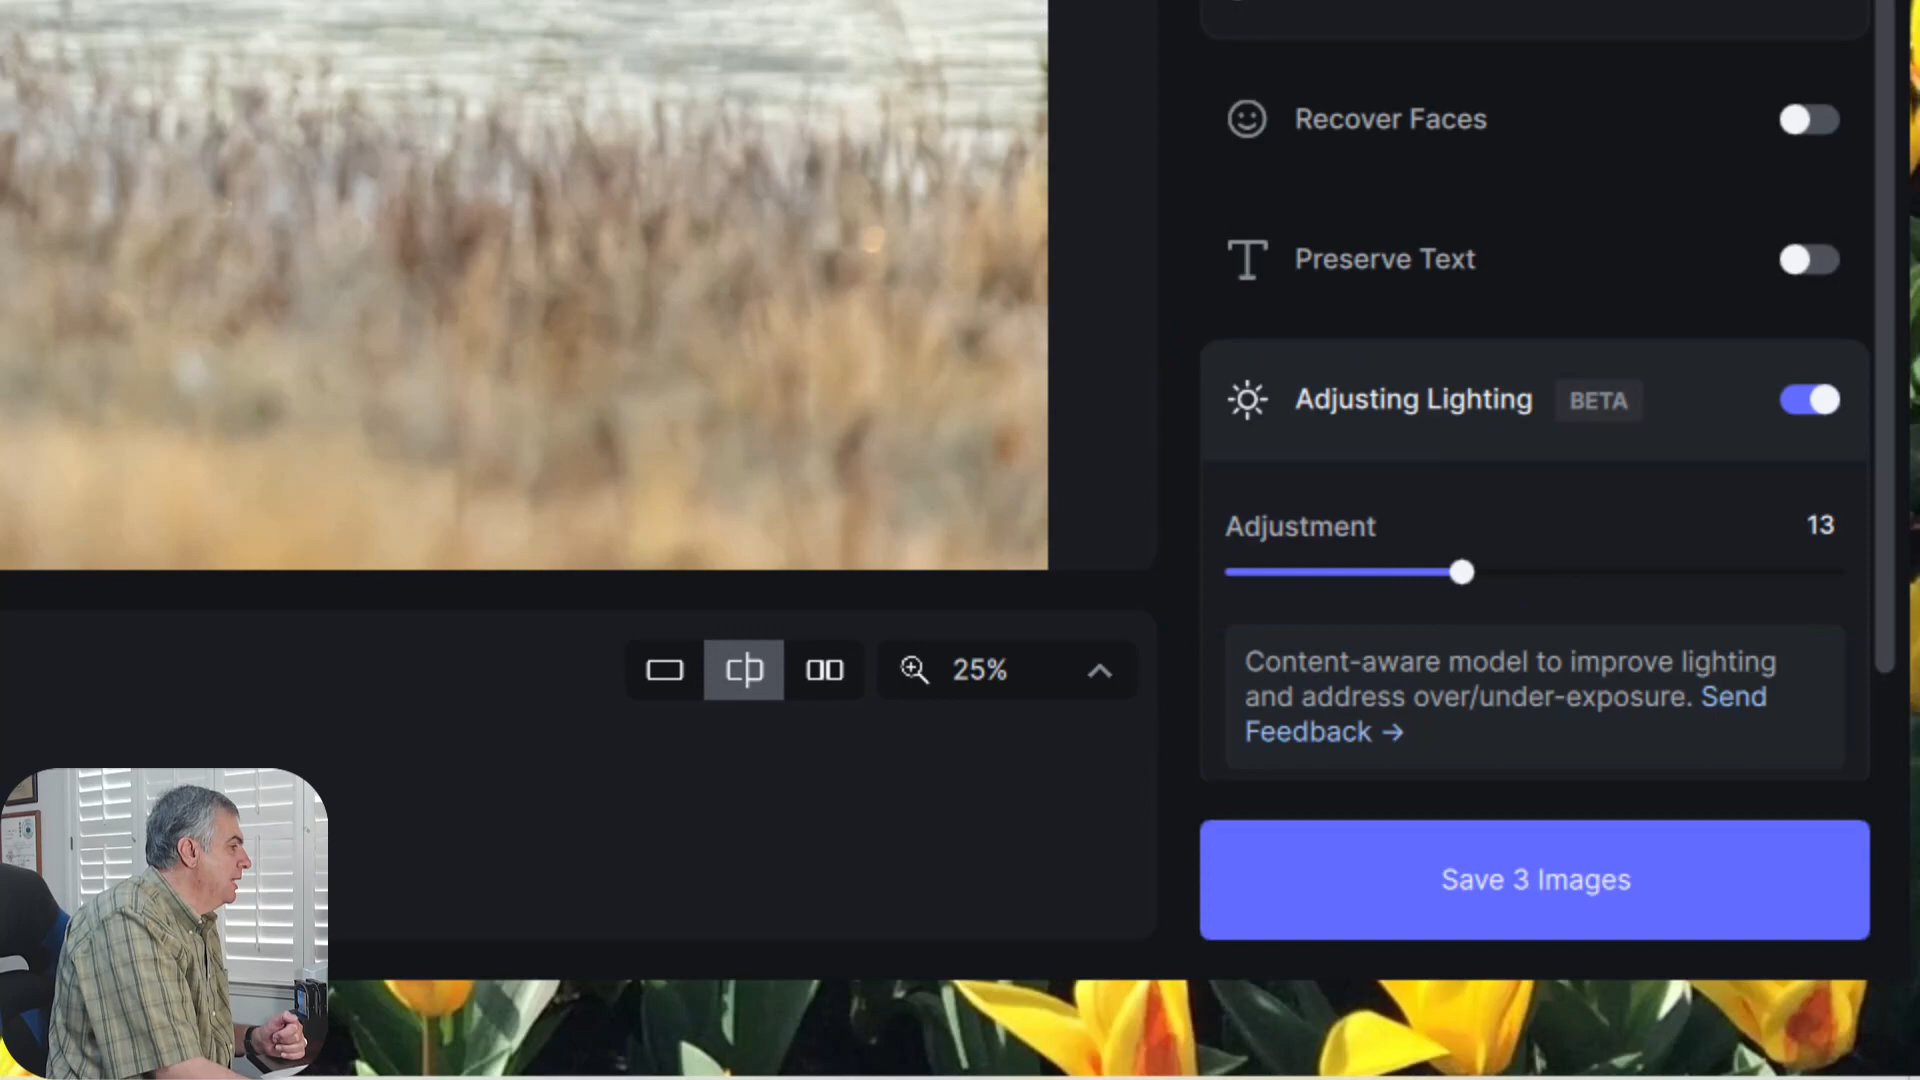 Recover Faces
Preserve Text
Adjusting Lighting BETA
Adjustment 13
Content-aware model to improve lighting
and address over/under-exposure. Send
Feedback →
25%
Save 3 Images